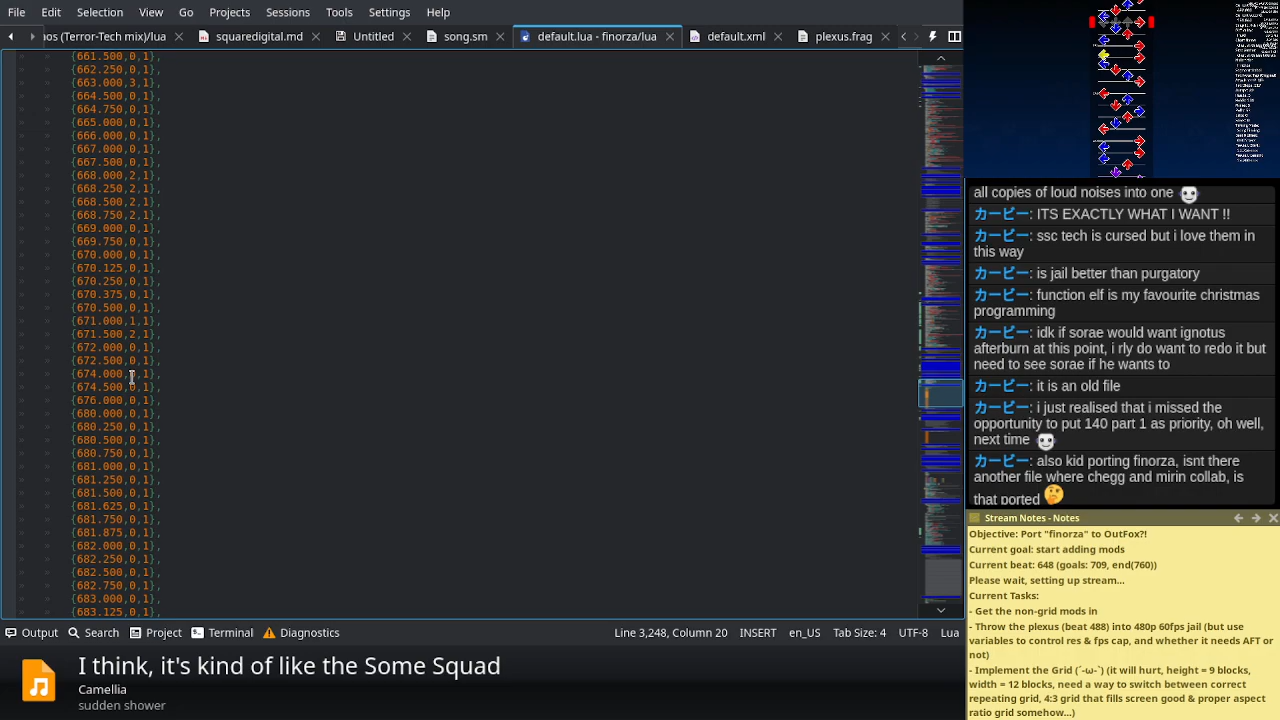 File Edit View Go Projects Sessions Tools Settings Help
aos (Terror-Tech mix)/lua squaredigital.md Untitled song.sm default.lua - finorza/lua default.xml plexus.frag
{661.500,0,1},
{662.250,0,1},
{663.000,3,1},
{664.500,0,1},
{664.750,0,1},
{665.000,0,1},
{666.000,0,1},
{667.000,0,1},
{667.500,0,1},
{668.000,2,1},
{668.250,2,1},
{668.500,2,1},
{668.750,2,1},
{669.000,0,1},
{669.750,0,1},
{670.000,0,1},
{670.125,0,1},
{670.250,0,1},
{670.375,0,1},
{670.500,0,1},
{671.000,1,1},
{671.500,2,1},
{672.000,0,1},
{672.500,0,1},
{674.000,0,1},
{674.500,0,1},
{676.000,0,1},
{680.000,0,1},
{680.250,0,1},
{680.500,0,1},
{680.750,0,1},
{681.000,0,1},
{681.250,0,1},
{681.500,0,1},
{681.625,0,1},
{681.750,0,1},
{681.875,0,1},
{682.000,0,1},
{682.250,0,1},
{682.500,0,1},
{682.750,0,1},
{683.000,0,1},
{683.125,0,1},
Output Search Project Terminal Diagnostics Line 3,248, Column 20 INSERT en_US Tab Size: 4 UTF-8 Lua
I think, it's kind of like the Some Squad
Camellia
sudden shower
all copies of loud noises into one
カービー: ITS EXACTLY WHAT I WANT !!
カービー: ssc tech is cursed but i love them in
this way
カービー: is jail better than purgatory
カービー: function elf is my favourite christmas
programming
カービー: idk if sorae would want ignotus
afterburn at this point, i rly do want to redo it but
need to see sorae if he wants to
カービー: it is an old file
カービー: i just realised that i missed the
opportunity to put 140 part 1 as priority, oh well,
next time
カービー: also kid porting finorza, isnt there
another file where chegg and mirin collab, is
that ported 🤔
Stream Notes - Notes
Objective: Port "finorza" to OutFox?!
Current goal: start adding mods
Current beat: 648 (goals: 709, end(760))
Please wait, setting up stream...
Current Tasks:
- Get the non-grid mods in
- Throw the plexus (beat 488) into 480p 60fps jail (but use
variables to control res & fps cap, and whether it needs AFT or
not)
- Implement the Grid (´-ω-`) (it will hurt, height = 9 blocks,
width = 12 blocks, need a way to switch between correct
repeating grid, 4:3 grid that fills screen good & proper aspect
ratio grid somehow...)